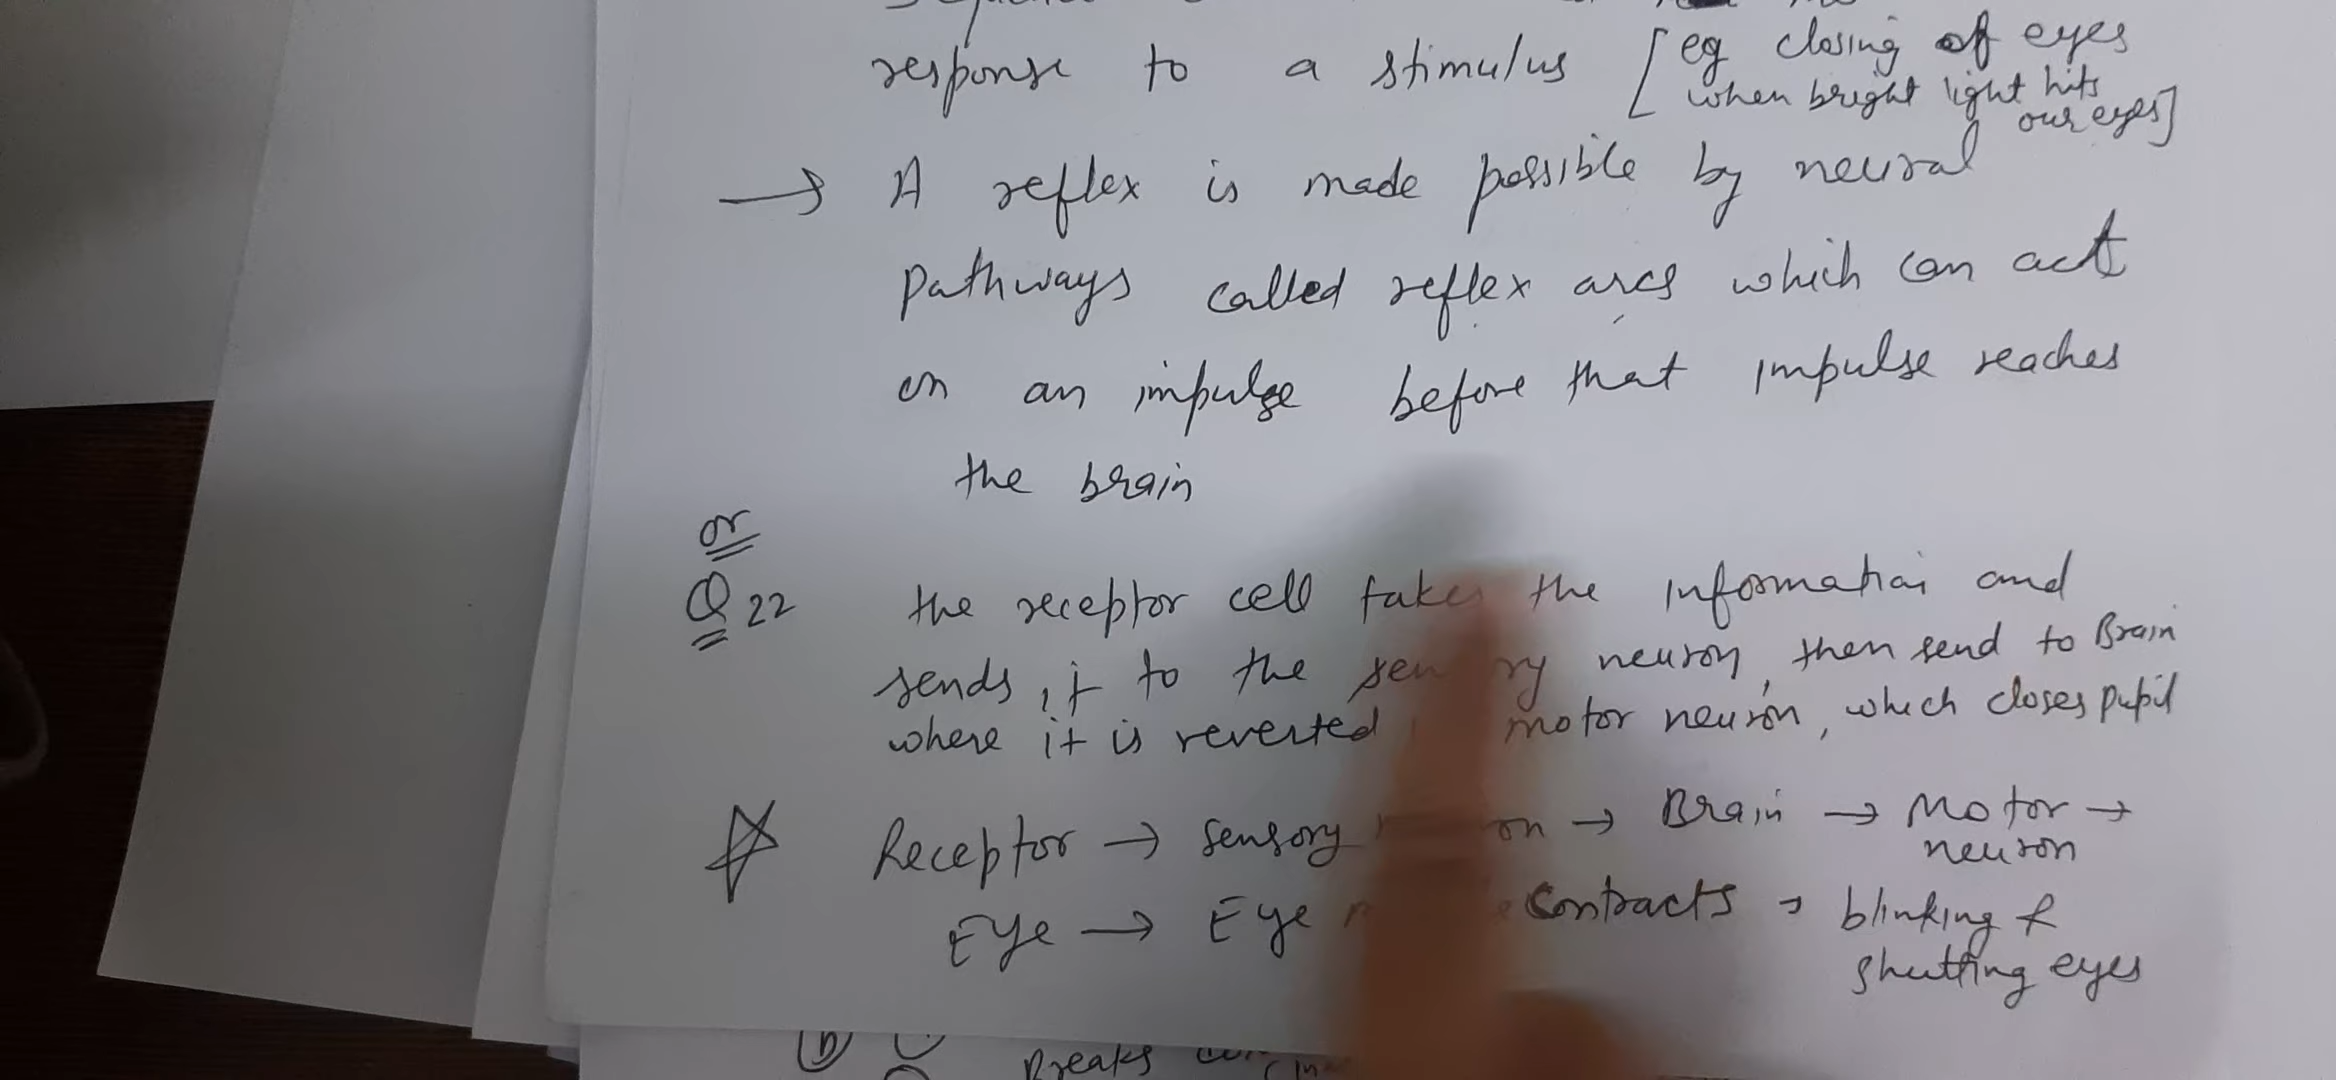 response to a stimulus [eg closing of eyes
when bright light hits
our eyes]
→ A reflex is made possible by neural
pathways called reflex arcs which can act
on an impulse before that impulse reaches
the brain
or
Q 22 the receptor cell takes the information and
sends it to the neuron, then send to Brain
where it is reverted motor neuron, which closes pupil
Receptor → Sensory → Brain → Motor →
neuron
Eye → Eye contracts → blinking &
shutting eyes
(b)
Breaks